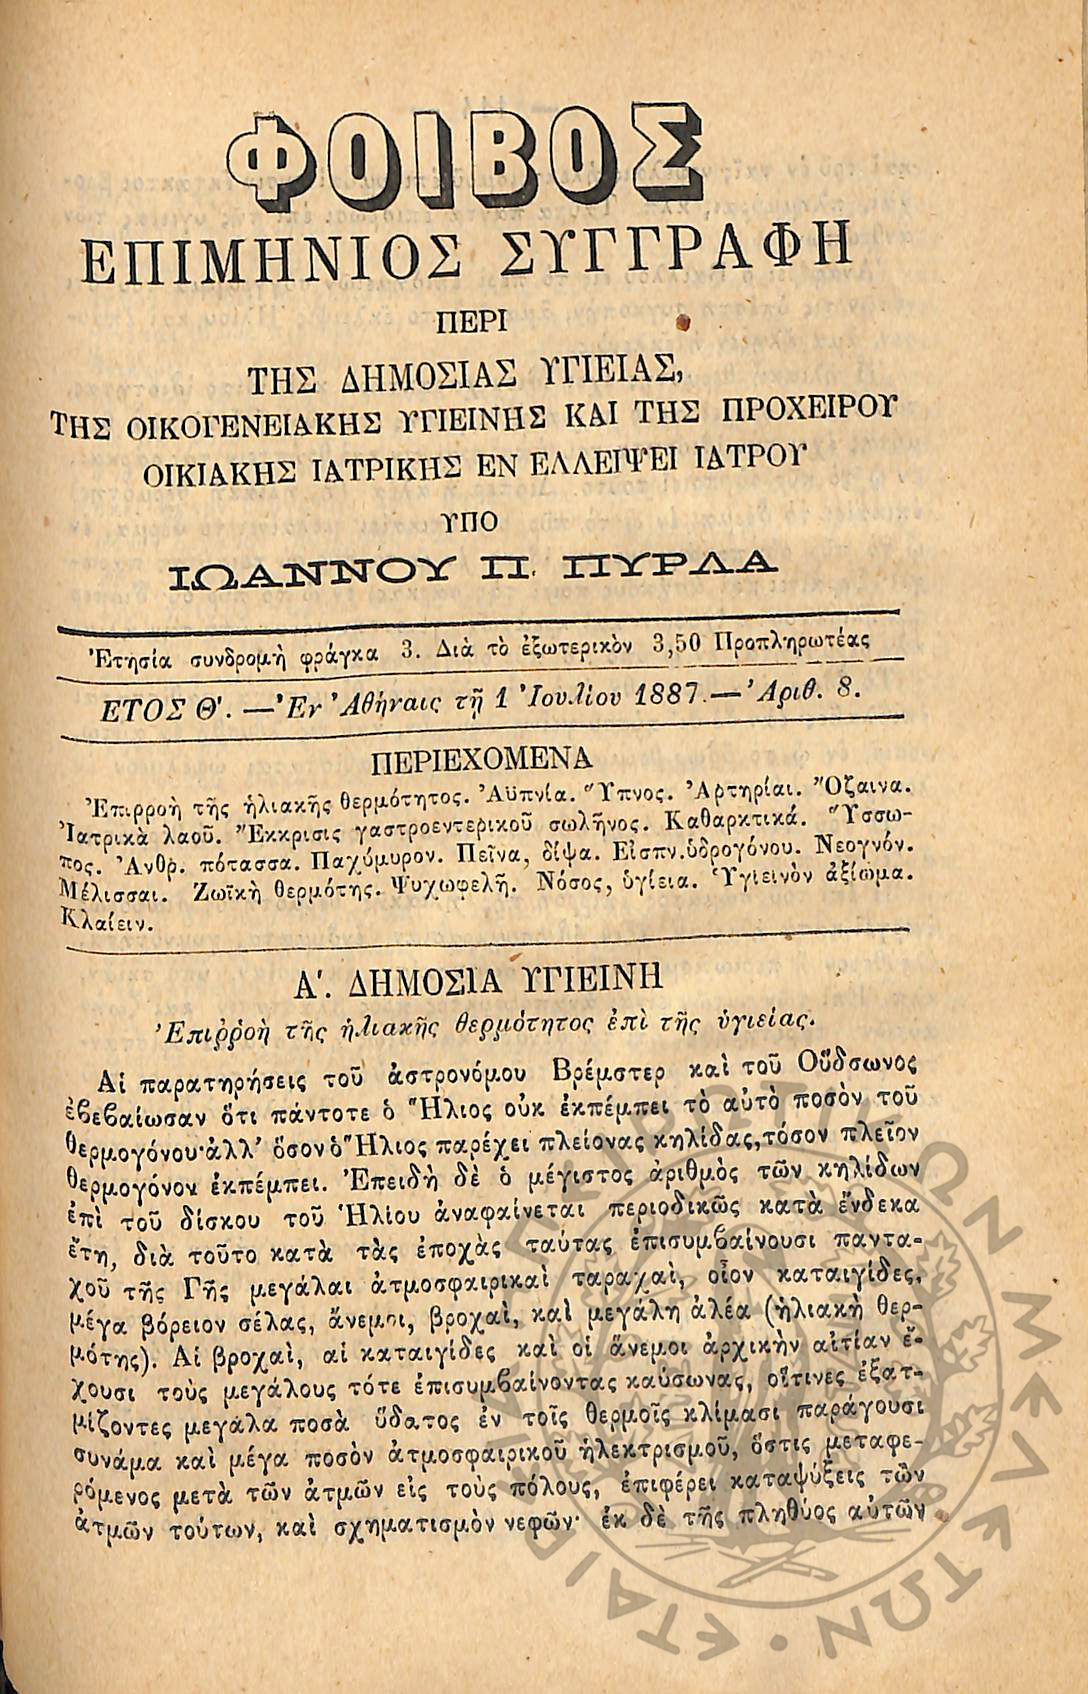 ΦΟΙΒΟΣ
ΕΠΙΜΗΝΙΟΣ ΣΥΓΓΡΑΦΗ
ΠΕΡΙ
ΤΗΣ ΔΗΜΟΣΙΑΣ ΥΓΙΕΙΑΣ,
ΤΗΣ ΟΙΚΟΓΕΝΕΙΑΚΗΣ ΥΓΙΕΙΝΗΣ ΚΑΙ ΤΗΣ ΠΡΟΧΕΙΡΟΥ
ΟΙΚΙΑΚΗΣ ΙΑΤΡΙΚΗΣ ΕΝ ΕΛΛΕΙΨΕΙ ΙΑΤΡΟΥ
ΥΠΟ
ΙΩΑΝΝΟΥ Π. ΠΥΡΛΑ
Ἐτησία συνδρομὴ φράγκα 3. Διὰ τὸ ἐξωτερικὸν 3,50 Προπληρωτέας
ΕΤΟΣ Θʹ. —Ἐν Ἀθήναις τῇ 1 Ἰουλίου 1887.—Ἀριθ. 8.
ΠΕΡΙΕΧΟΜΕΝΑ
Ἐπιρροὴ τῆς ἡλιακῆς θερμότητος. Ἀϋπνία. Ὕπνος. Ἀρτηρίαι. Ὄζαινα.
Ἰατρικὰ λαοῦ. Ἔκκρισις γαστροεντερικοῦ σωλῆνος. Καθαρκτικά. Ὕσσω-
πος. Ἀνθρ. πότασσα. Παχύμυρον. Πεῖνα, δίψα. Εἰσπν.ὑδρογόνου. Νεογνόν.
Μέλισσαι. Ζωϊκὴ θερμότης. Ψυχωφελῆ. Νόσος, ὑγίεια. Ὑγιεινὸν ἀξίωμα.
Κλαίειν.
Αʹ. ΔΗΜΟΣΙΑ ΥΓΙΕΙΝΗ
Ἐπιῤῥοὴ τῆς ἡλιακῆς θερμότητος ἐπὶ τῆς ὑγιείας.
Αἱ παρατηρήσεις τοῦ ἀστρονόμου Βρέμστερ καὶ τοῦ Οὔδσωνος
ἐβεβαίωσαν ὅτι πάντοτε ὁ Ἥλιος οὐκ ἐκπέμπει τὸ αὐτὸ ποσὸν τοῦ
θερμογόνου·ἀλλ' ὅσον ὁ Ἥλιος παρέχει πλείονας κηλίδας,τόσον πλεῖον
θερμογόνον ἐκπέμπει. Ἐπειδὴ δὲ ὁ μέγιστος ἀριθμὸς τῶν κηλίδων
ἐπὶ τοῦ δίσκου τοῦ Ἡλίου ἀναφαίνεται περιοδικῶς κατὰ ἕνδεκα
ἔτη, διὰ τοῦτο κατὰ τὰς ἐποχὰς ταύτας ἐπισυμβαίνουσι παντα-
χοῦ τῆς Γῆς μεγάλαι ἀτμοσφαιρικαὶ ταραχαὶ, οἷον καταιγίδες,
μέγα βόρειον σέλας, ἄνεμοι, βροχαὶ, καὶ μεγάλη ἀλέα (ἡλιακὴ θερ-
μότης). Αἱ βροχαὶ, αἱ καταιγίδες καὶ οἱ ἄνεμοι ἀρχικὴν αἰτίαν ἔ-
χουσι τοὺς μεγάλους τότε ἐπισυμβαίνοντας καύσωνας, οἵτινες ἐξατ-
μίζοντες μεγάλα ποσὰ ὕδατος ἐν τοῖς θερμοῖς κλίμασι παράγουσι
συνάμα καὶ μέγα ποσὸν ἀτμοσφαιρικοῦ ἠλεκτρισμοῦ, ὅστις μεταφε-
ρόμενος μετὰ τῶν ἀτμῶν εἰς τοὺς πόλους, ἐπιφέρει καταψύξεις τῶν
ἀτμῶν τούτων, καὶ σχηματισμὸν νεφῶν· ἐκ δὲ τῆς πληθύος αὐτῶν